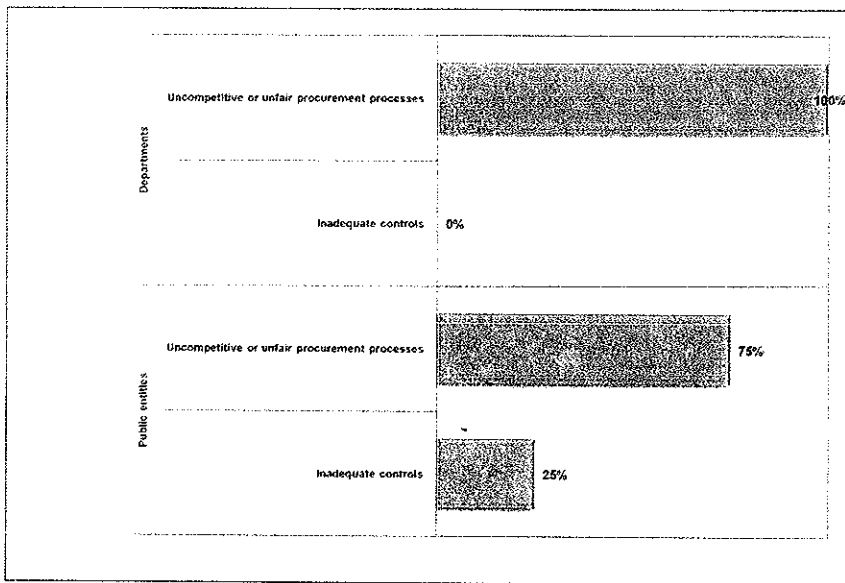 Departments
Uncompetitive or unfair procurement processes
100%
Inadequate controls
0%
Public entities
Uncompetitive or unfair procurement processes
75%
Inadequate controls
25%